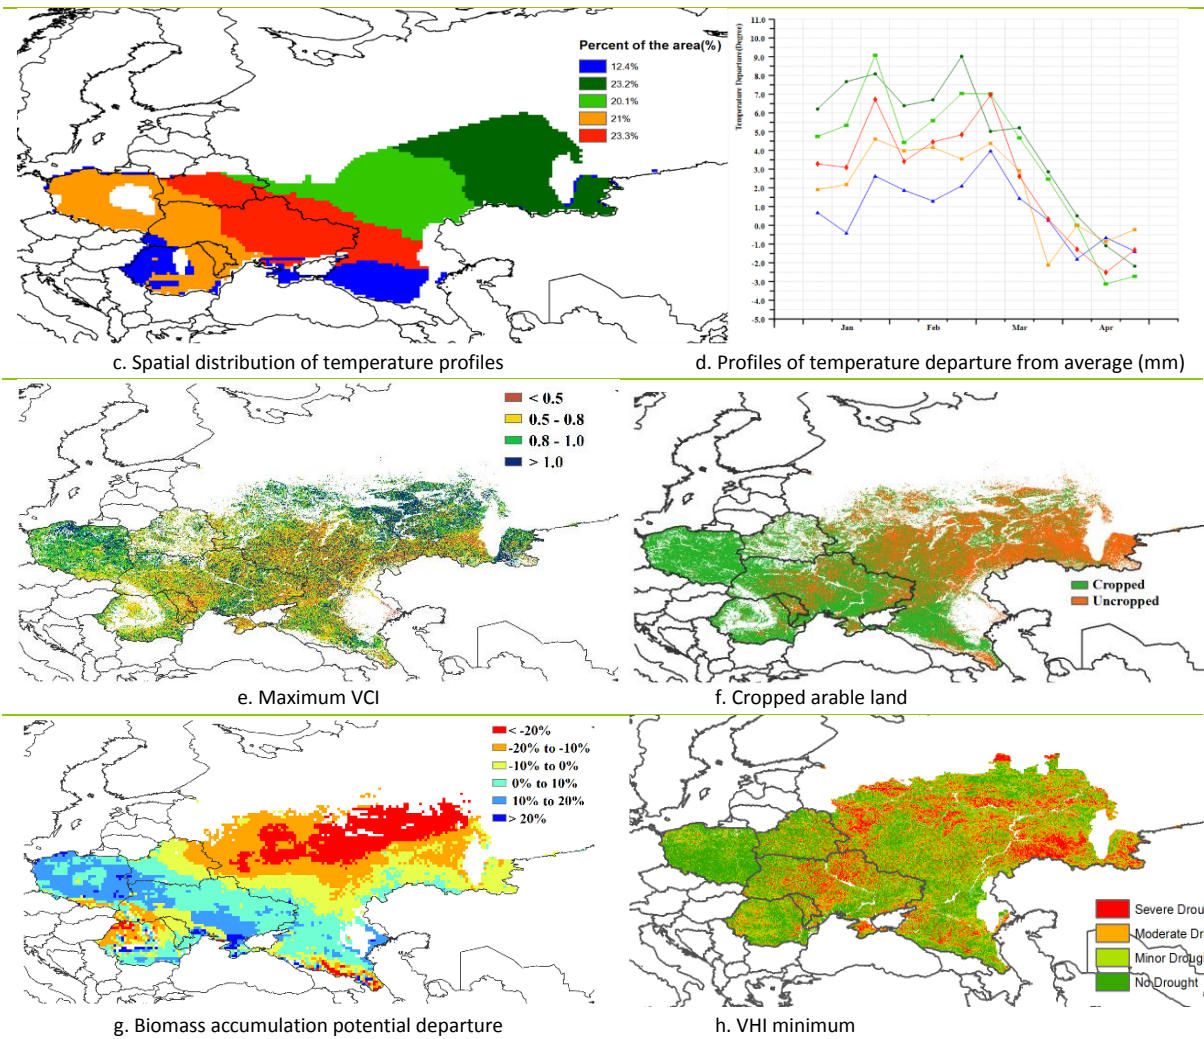 Percent of the area(%)
12.4%
23.2%
20.1%
21%
23.3%
Temperature Departure(Degree)
11.0
10.0
9.0
8.0
7.0
6.0
5.0
4.0
3.0
2.0
1.0
-0.0
-1.0
-2.0
-3.0
-4.0
-5.0
Jan
Feb
Mar
Apr
c. Spatial distribution of temperature profiles
d. Profiles of temperature departure from average (mm)
< 0.5
0.5 - 0.8
0.8 - 1.0
> 1.0
Cropped
Uncropped
e. Maximum VCI
f. Cropped arable land
< -20%
-20% to -10%
-10% to 0%
0% to 10%
10% to 20%
> 20%
Severe Drou
Moderate Dr
Minor Drough
No Drought
g. Biomass accumulation potential departure
h. VHI minimum